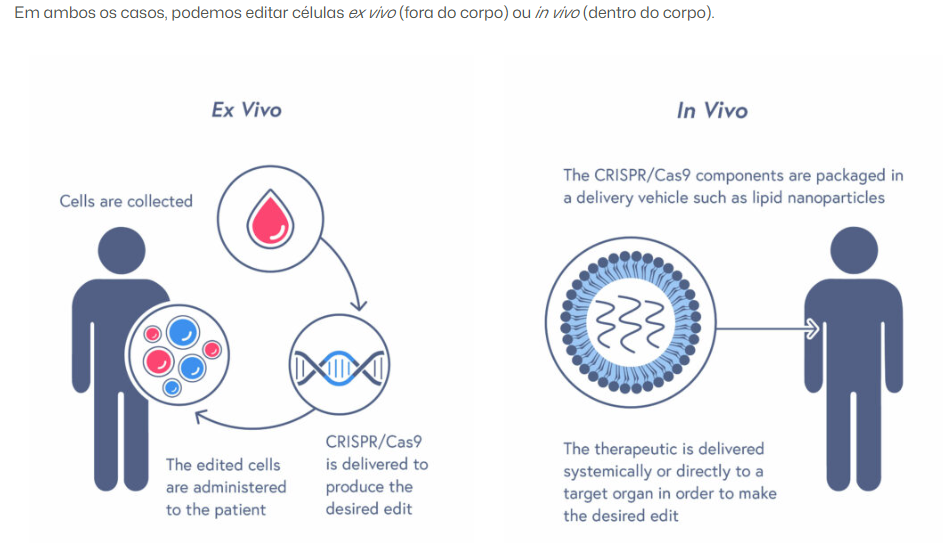 Em ambos os casos, podemos editar células ex vivo (fora do corpo) ou in vivo (dentro do corpo).
Ex Vivo
Cells are collected
CRISPR/Cas9
is delivered to
produce the
desired edit
The edited cells
are administered
to the patient
In Vivo
The CRISPR/Cas9 components are packaged in
a delivery vehicle such as lipid nanoparticles
The therapeutic is delivered
systemically or directly to a
target organ in order to make
the desired edit